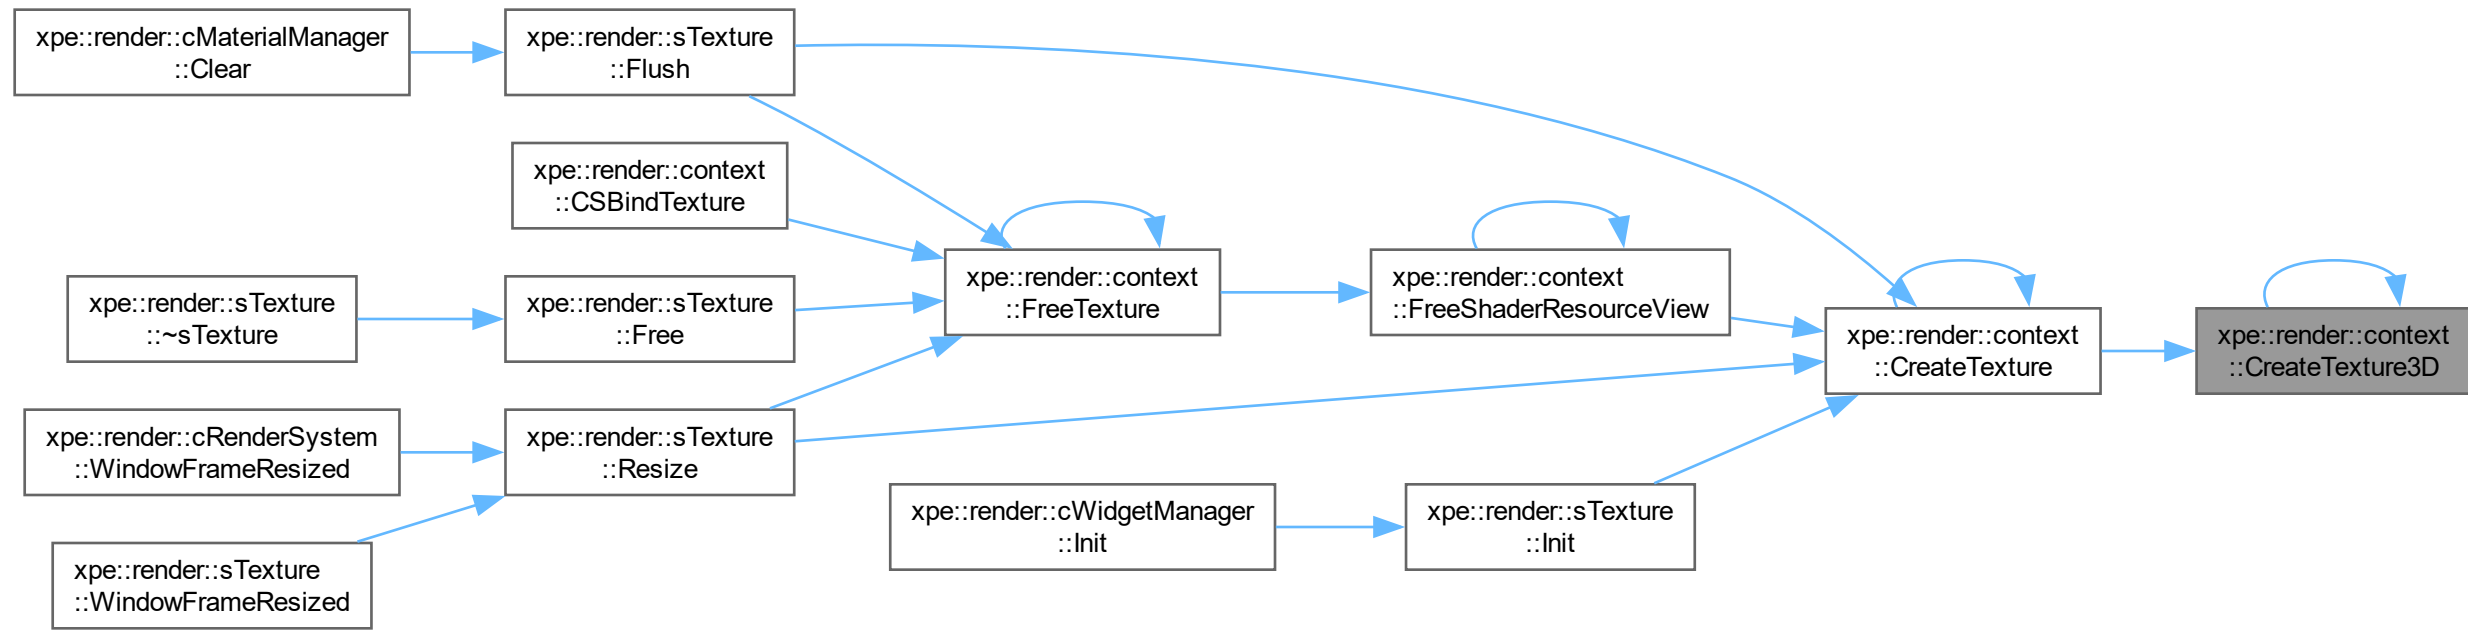 xpe::render::cMaterialManager
::Clear
xpe::render::sTexture
::Flush
xpe::render::context
::CSBindTexture
xpe::render::sTexture
::~sTexture
xpe::render::sTexture
::Free
xpe::render::context
::FreeTexture
xpe::render::context
::FreeShaderResourceView
xpe::render::context
::CreateTexture
xpe::render::context
::CreateTexture3D
xpe::render::cRenderSystem
::WindowFrameResized
xpe::render::sTexture
::Resize
xpe::render::cWidgetManager
::Init
xpe::render::sTexture
::Init
xpe::render::sTexture
::WindowFrameResized